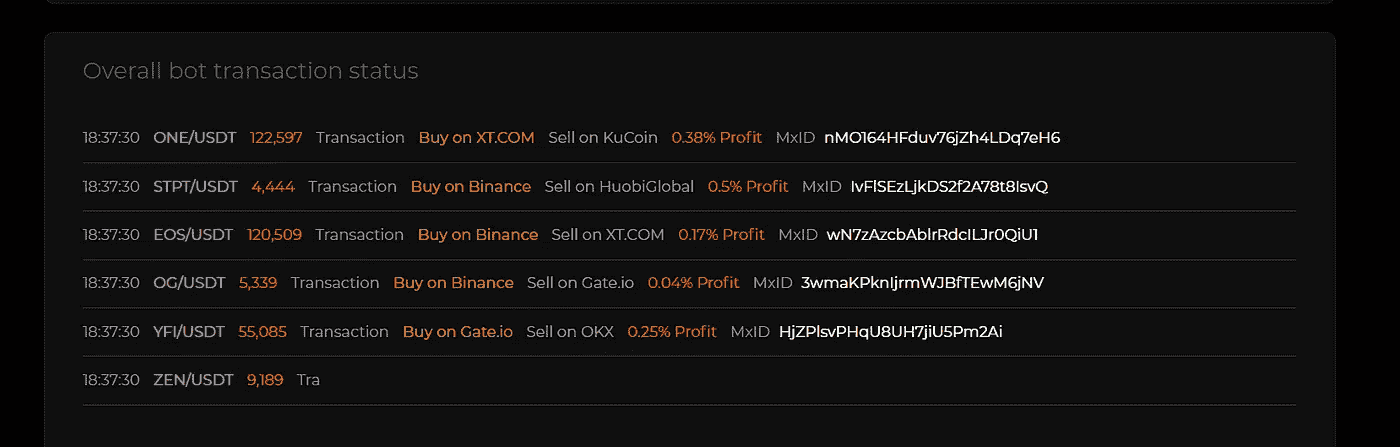 Overall bot transaction status
18:37:30 ONE/USDT 122,597 Transaction Buy on XT.COM Sell on KuCoin 0.38% Profit MxID nMO164HFduv76jZh4LDq7eH6
18:37:30 STPT/USDT 4,444 Transaction Buy on Binance Sell on HuobiGlobal 0.5% Profit MxID IvFlSEzLjkDS2f2A78t8IsvQ
18:37:30 EOS/USDT 120,509 Transaction Buy on Binance Sell on XT.COM 0.17% Profit MxID wN7zAzcbAblrRdcILJr0QiU1
18:37:30 OG/USDT 5,339 Transaction Buy on Binance Sell on Gate.io 0.04% Profit MxID 3wmaKPknIjrmWJBfTEwM6jNV
18:37:30 YFI/USDT 55,085 Transaction Buy on Gate.io Sell on OKX 0.25% Profit MxID HjZPlsvPHqU8UH7jiU5Pm2Ai
18:37:30 ZEN/USDT 9,189 Tra